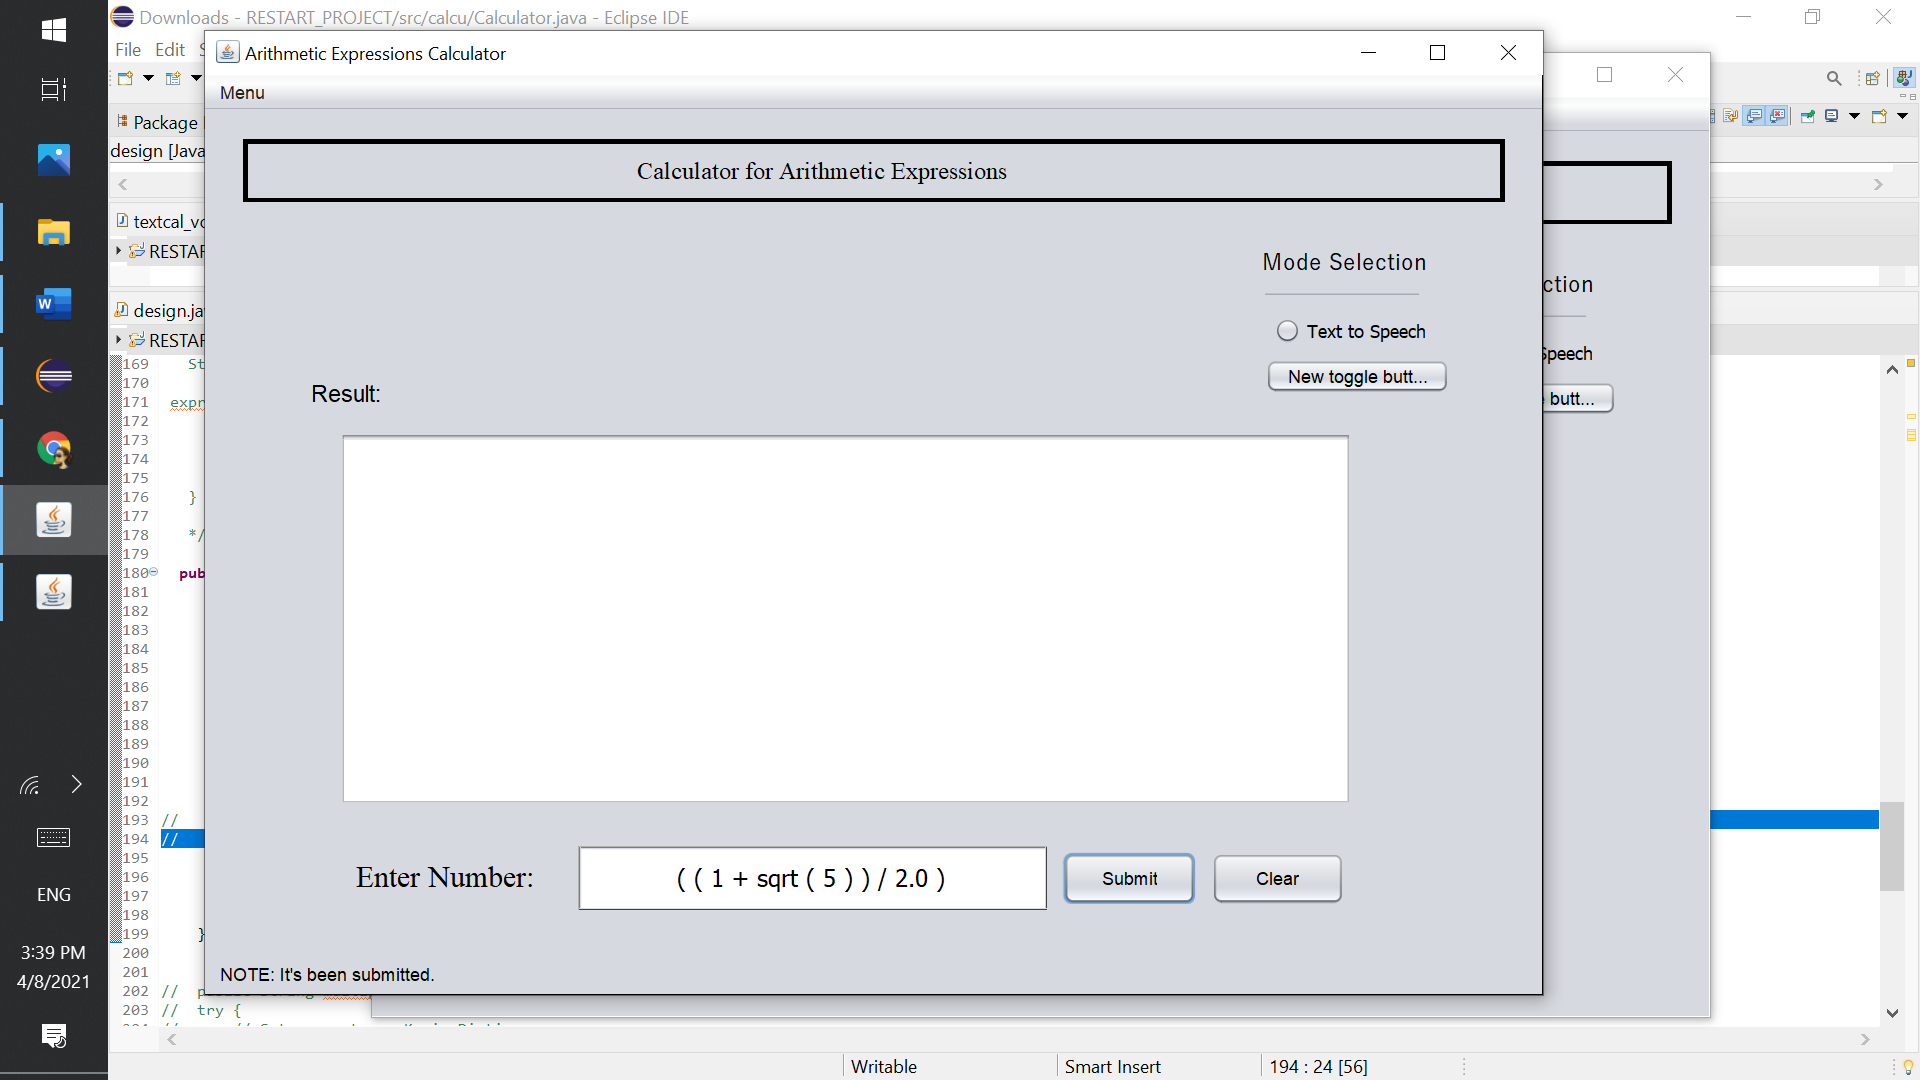 Downloads - RESTART_PROJECT/src/calcu/Calculator.java - Eclipse IDE
File Edit S
Arithmetic Expressions Calculator
Menu
Package
design [Java
Calculator for Arithmetic Expressions
textcal_vo
RESTAR
Mode Selection
ction
design.ja
Text to Speech
Speech
RESTAR
169 St
New toggle butt...
butt...
170
Result:
171 expr
172
173
174
175
176 }
177
178 */
179
180 pub
181
182
183
184
185
186
187
188
189
190
191
192
193 //
194 //
195
196
197
198
199 }
200
201
202 // p
203 // try {
Enter Number:
( ( 1 + sqrt ( 5 ) ) / 2.0 )
Submit
Clear
NOTE: It's been submitted.
ENG
3:39 PM
4/8/2021
Writable
Smart Insert
194 : 24 [56]